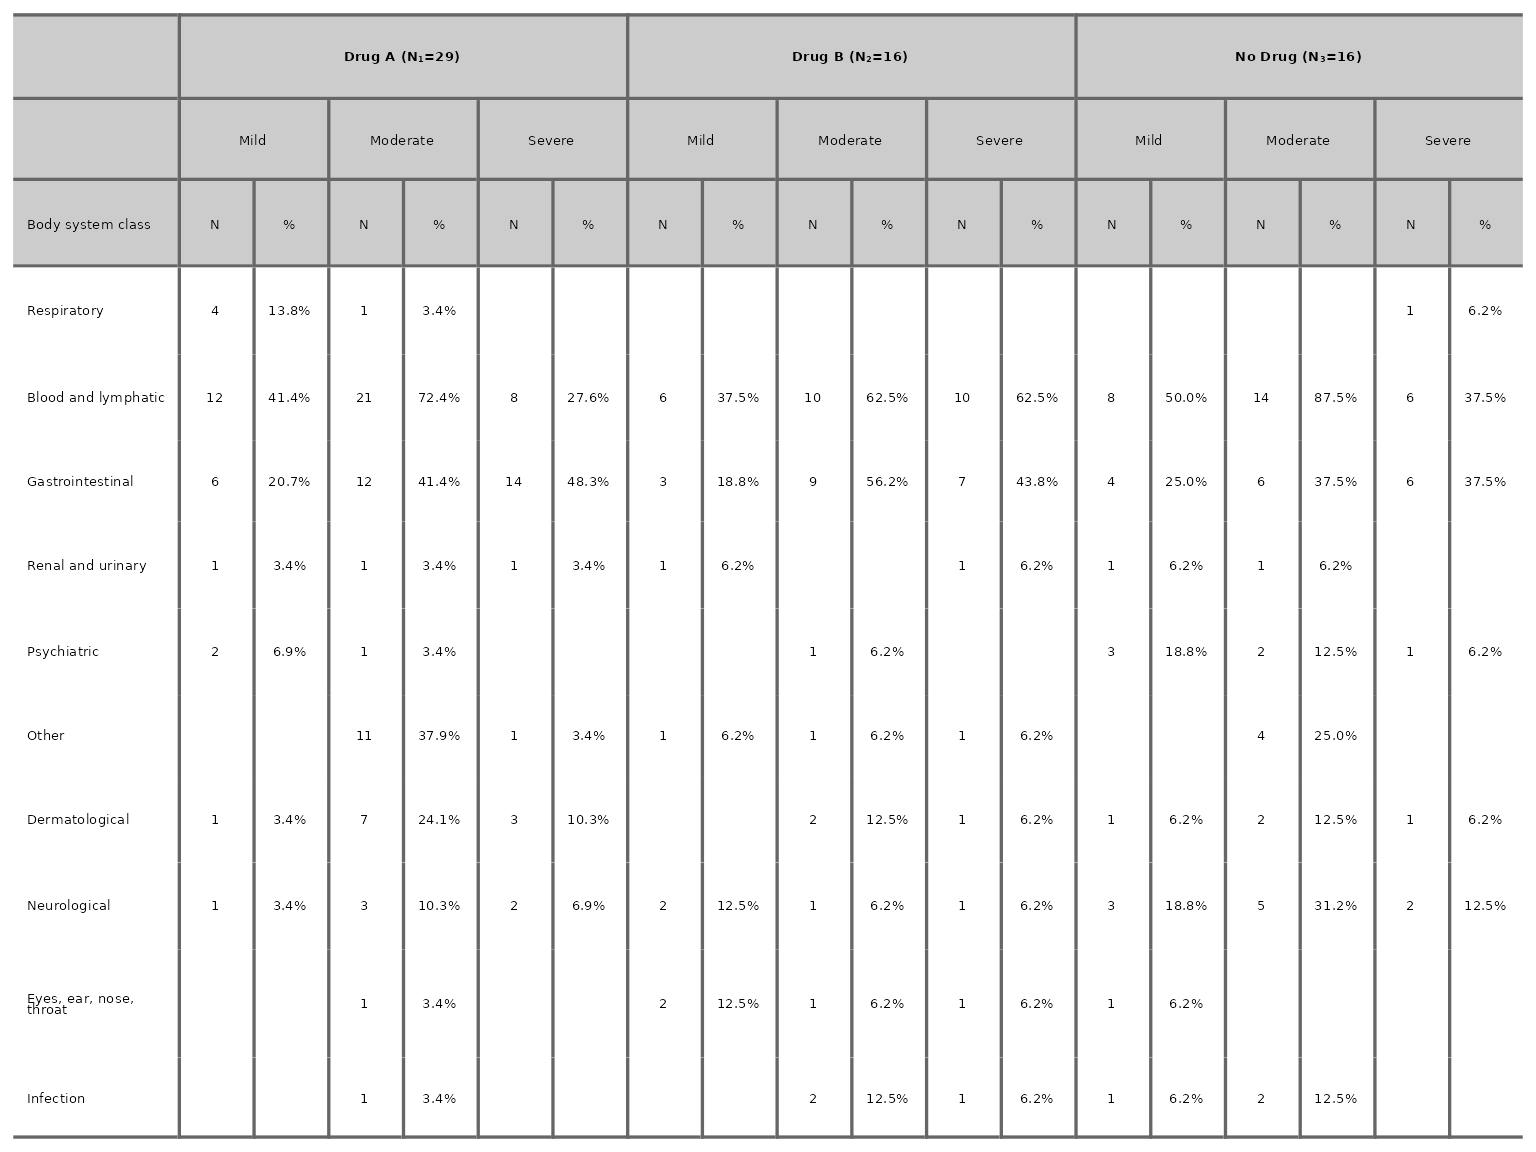 Drug A (N₁=29) Drug B (N₂=16) No Drug (N₃=16)
Mild Moderate Severe Mild Moderate Severe Mild Moderate Severe
Body system class N % N % N % N % N % N % N % N % N %
Respiratory 4 13.8% 1 3.4% 1 6.2%
Blood and lymphatic 12 41.4% 21 72.4% 8 27.6% 6 37.5% 10 62.5% 10 62.5% 8 50.0% 14 87.5% 6 37.5%
Gastrointestinal 6 20.7% 12 41.4% 14 48.3% 3 18.8% 9 56.2% 7 43.8% 4 25.0% 6 37.5% 6 37.5%
Renal and urinary 1 3.4% 1 3.4% 1 3.4% 1 6.2% 1 6.2% 1 6.2% 1 6.2%
Psychiatric 2 6.9% 1 3.4% 1 6.2% 3 18.8% 2 12.5% 1 6.2%
Other 11 37.9% 1 3.4% 1 6.2% 1 6.2% 1 6.2% 4 25.0%
Dermatological 1 3.4% 7 24.1% 3 10.3% 2 12.5% 1 6.2% 1 6.2% 2 12.5% 1 6.2%
Neurological 1 3.4% 3 10.3% 2 6.9% 2 12.5% 1 6.2% 1 6.2% 3 18.8% 5 31.2% 2 12.5%
Eyes, ear, nose,
throat 1 3.4% 2 12.5% 1 6.2% 1 6.2% 1 6.2%
Infection 1 3.4% 2 12.5% 1 6.2% 1 6.2% 2 12.5%